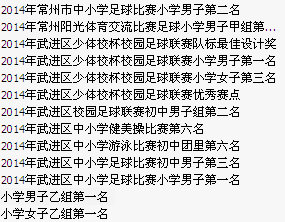 2014年常州市中小学足球比赛小学男子第二名
2014年常州阳光体育交流比赛足球小学男子甲组第...
2014年武进区少体校杯校园足球联赛队标最佳设计奖
2014年武进区少体校杯校园足球联赛小学男子第一名
2014年武进区少体校杯校园足球联赛小学女子第三名
2014年武进区少体校杯校园足球联赛优秀赛点
2014年武进区校园足球联赛初中男子组第二名
2014年武进区中小学健美操比赛第六名
2014年武进区中小学游泳比赛初中团里第六名
2014年武进区中小学足球比赛初中男子第三名
2014年武进区中小学足球比赛小学男子第一名
小学男子乙组第一名
小学女子乙组第一名